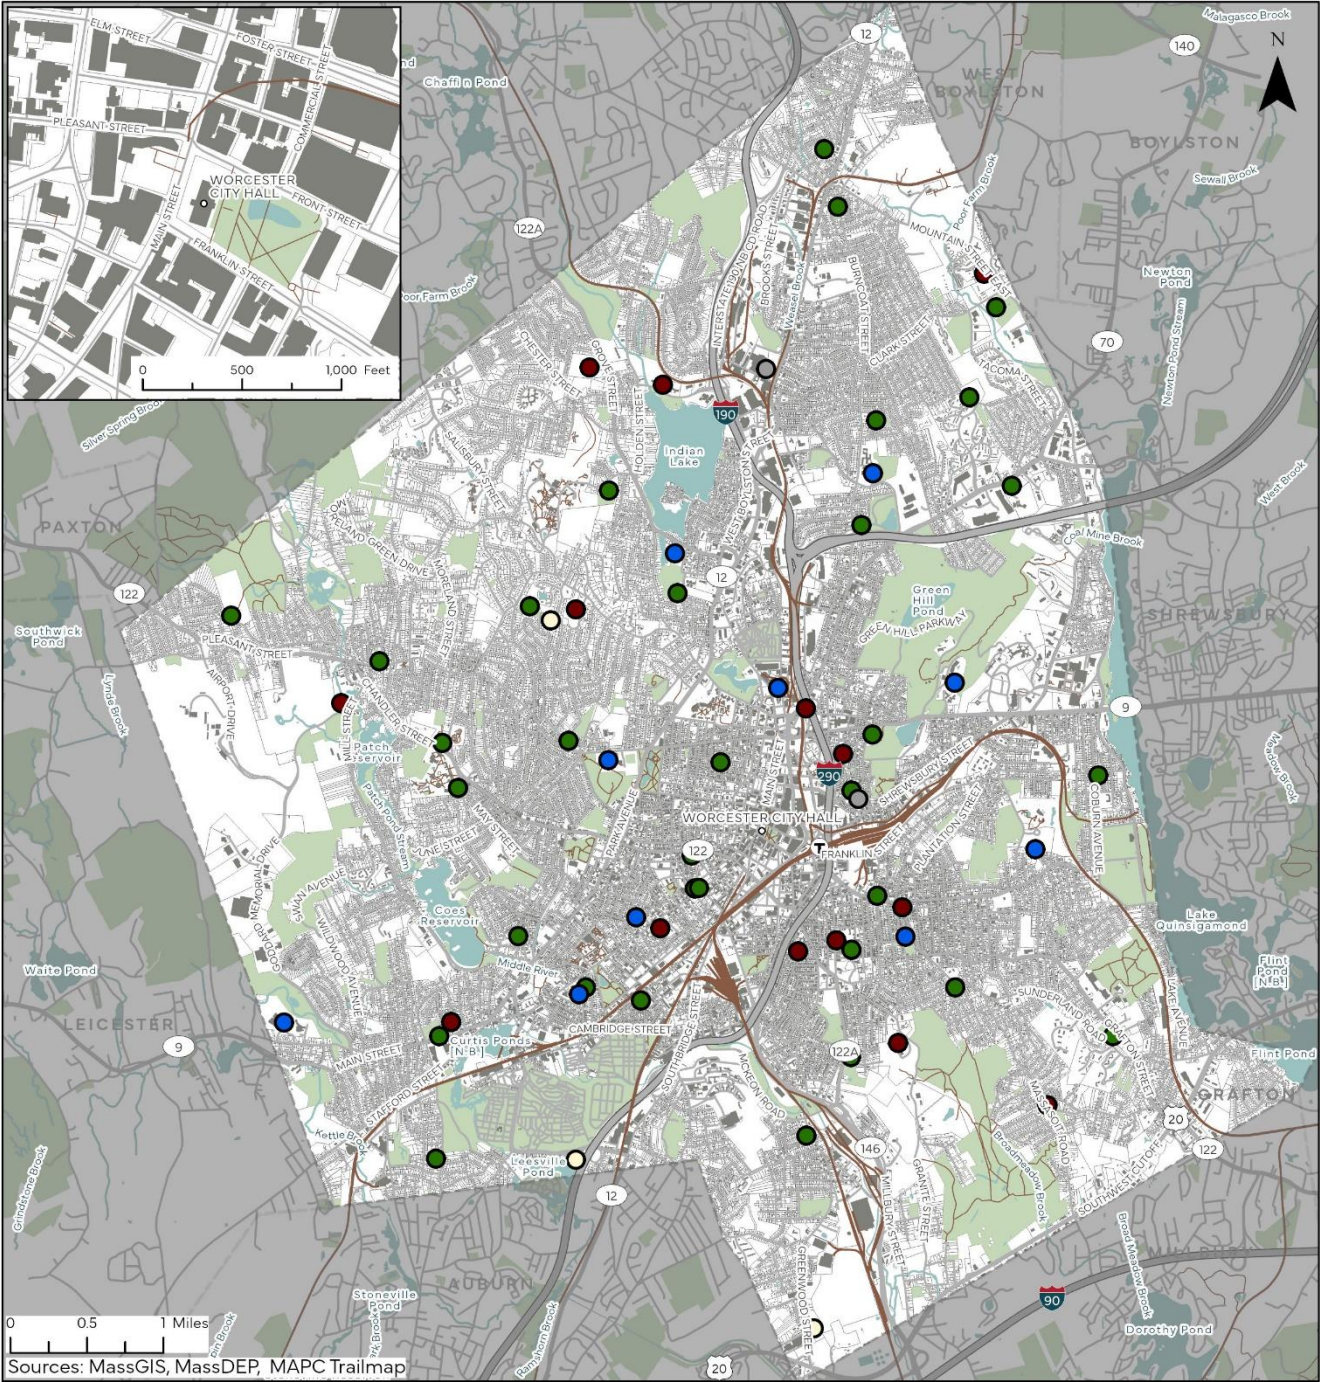 ELM STREET
FOSTER STREET
COMMERCIAL STREET
PLEASANT STREET
WORCESTER
CITY HALL
MAIN STREET
FRONT STREET
FRANKLIN STREET
0 500 1,000 Feet
Malagasco Brook
12
140
N
Chaffin Pond
WEST
BOYLSTON
BOYLSTON
Sewall Brook
Poor Farm Brook
122A
INTERSTATE 190 NB CD ROAD
BROOKS STREET
Weasel Brook
MOUNTAIN STREET EAST
BURNCOAT STREET
Newton
Pond
Newton Pond Stream
Poor Farm Brook
CLARK STREET
70
CHESTER STREET
GROVE STREET
TACOMA STREET
HOLDEN STREET
190
Silver Spring Brook
SALISBURY STREET
Indian
Lake
WEST BOYLSTON STREET
West Brook
PAXTON
MORELAND GREEN DRIVE
Coal Mine Brook
122
MORELAND STREET
12
Green
Hill
Pond
SHREWSBURY
GREEN HILL PARKWAY
Southwick
Pond
PLEASANT STREET
AIRPORT DRIVE
Lynde Brook
CHANDLER STREET
MILL STREET
9
Patch
Reservoir
MAIN STREET
290
SHREWSBURY STREET
Meadow Brook
Patch Pond Stream
MAY STREET
PARK AVENUE
WORCESTER CITY HALL
PLANTATION STREET
COBURN AVENUE
122
T
FRANKLIN STREET
GODDARD MEMORIAL DRIVE
SWAN AVENUE
WILDWOOD AVENUE
Coes
Reservoir
Lake
Quinsigamond
Waite Pond
Middle River
Flint
Pond
[N.B.]
LEICESTER
9
SOUTHBRIDGE STREET
SUNDERLAND ROAD
LAKE AVENUE
CAMBRIDGE STREET
MAIN STREET
Curtis Ponds
[N-B]
GRAFTON STREET
122A
Flint Pond
STAFFORD STREET
MCKEON ROAD
MASSASOIT ROAD
GRAFTON
20
Kettle Brook
Leesville
Pond
146
122
Broad Meadow Brook
Grindstone Brook
12
MILLBURY STREET
GRANITE STREET
SOUTHWEST CUTOFF
Broad Meadow Brook
AUBURN
Stoneville
Pond
GREENWOOD STREET
90
Ramshorn Brook
Dorothy Pond
20
0 0.5 1 Miles
Sources: MassGIS, MassDEP, MAPC Trailmap